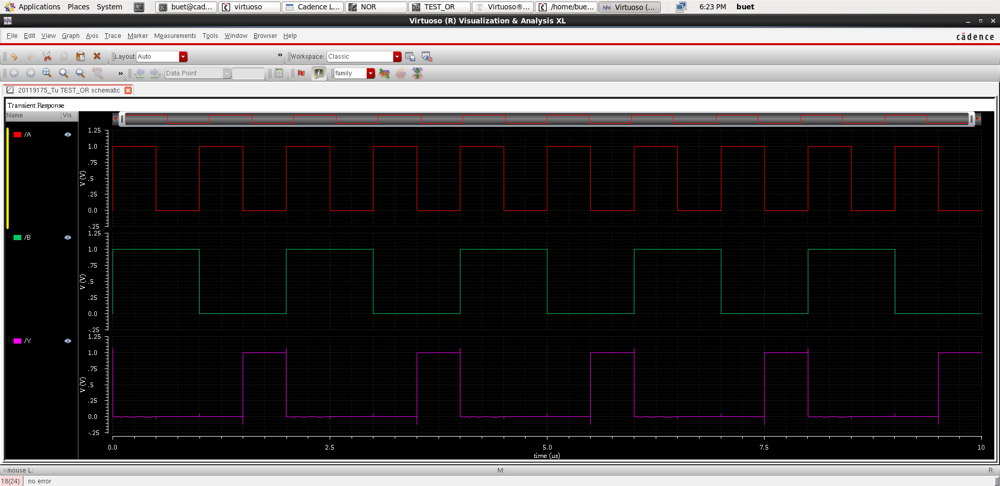 Applications Places System buet@cad... virtuoso Cadence L... NOR TEST_OR Virtuoso®... /home/bue... Virtuoso (... 6:23 PM buet
Virtuoso (R) Visualization & Analysis XL
File Edit View Graph Axis Trace Marker Measurements Tools Window Browser Help cādence
Layout: Auto » Workspace: Classic
» Data Point family
20119175_Tu TEST_OR schematic
Transient Response
Name Vis
/A
1.25
1.0
.75
V (V)
.5
.25
0.0
-.25
/B
1.25
1.0
.75
V (V)
.5
.25
0.0
-.25
/Y
1.25
1.0
.75
V (V)
.5
.25
0.0
-.25
0.0 2.5 5.0 7.5 10
time (us)
mouse L: M: R:
18(24) no error